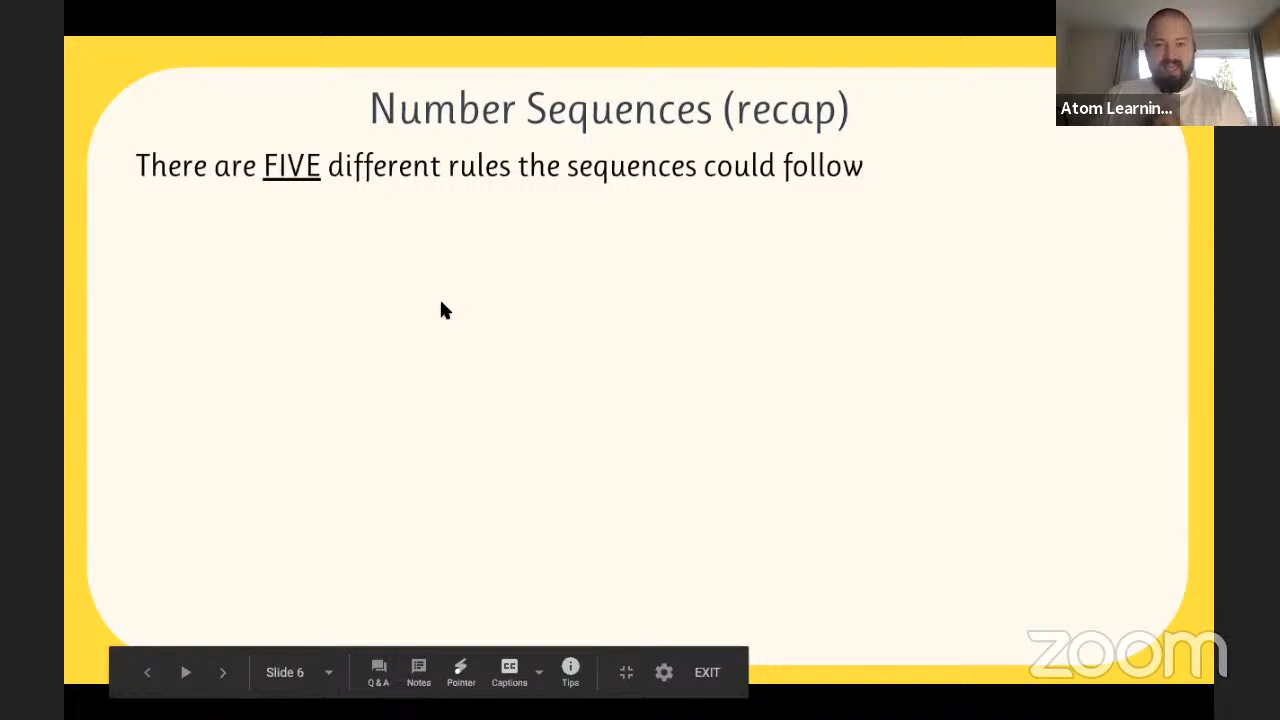 Number Sequences (recap)
Atom Learnin...
There are FIVE different rules the sequences could follow
zoom
Slide 6
Q & A
Notes
Pointer
CC
Captions
Tips
EXIT